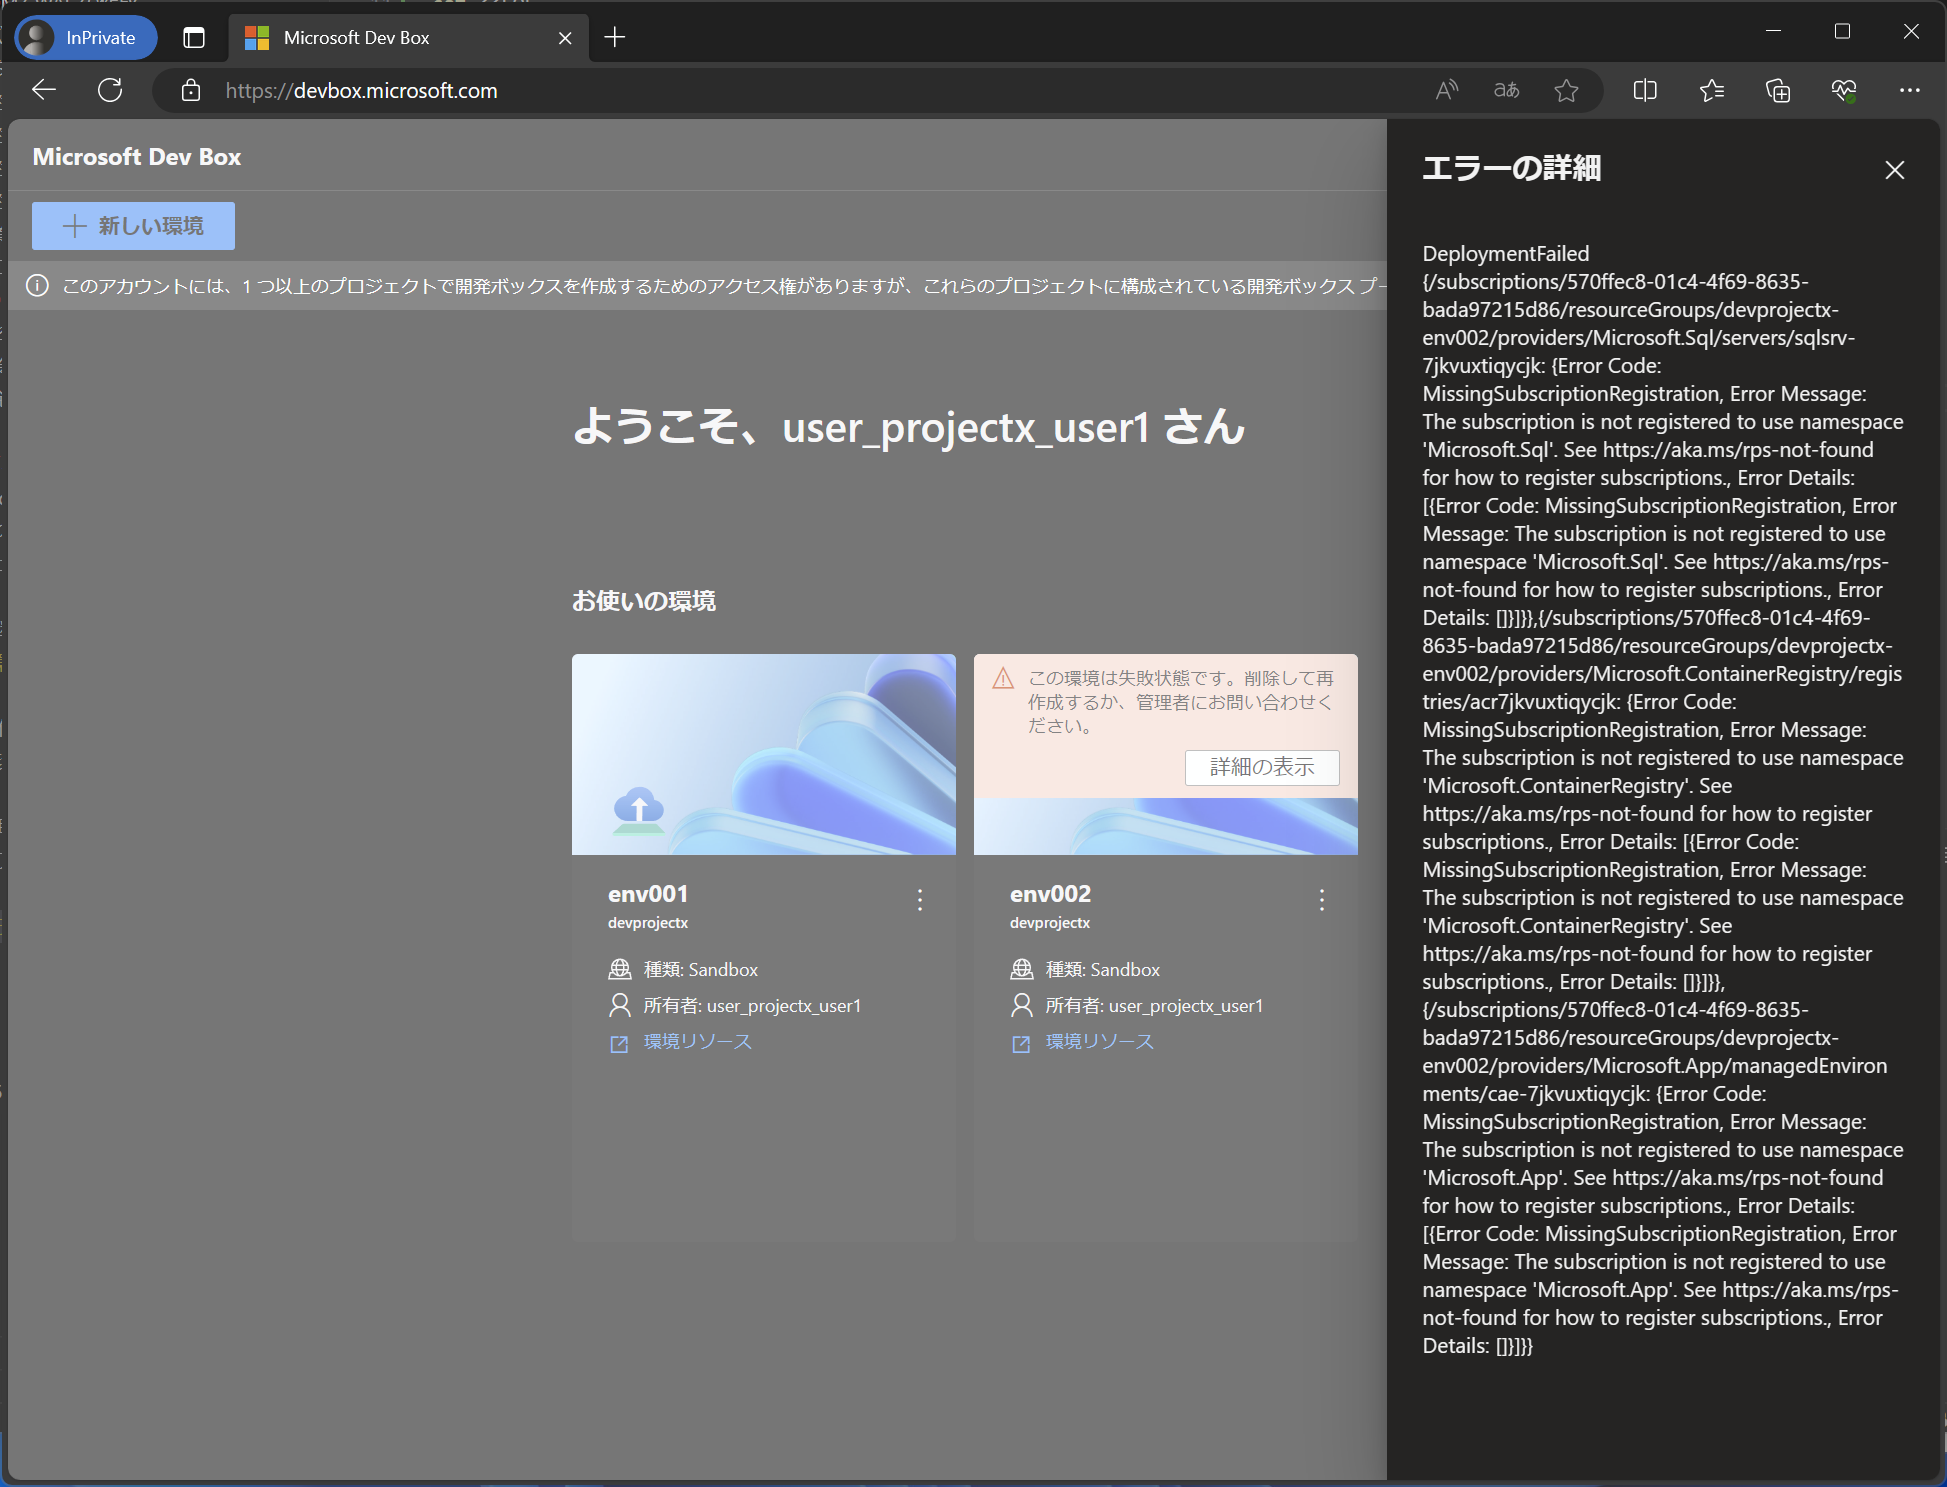 InPrivate
Microsoft Dev Box
https://devbox.microsoft.com
Microsoft Dev Box
新しい環境
このアカウントには、1 つ以上のプロジェクトで開発ボックスを作成するためのアクセス権がありますが、これらのプロジェクトに構成されている開発ボックス プー
ようこそ、user_projectx_user1 さん
お使いの環境
env001
devprojectx
種類: Sandbox
所有者: user_projectx_user1
環境リソース
この環境は失敗状態です。削除して再
作成するか、管理者にお問い合わせく
ださい。
詳細の表示
env002
devprojectx
種類: Sandbox
所有者: user_projectx_user1
環境リソース
エラーの詳細
DeploymentFailed
{/subscriptions/570ffec8-01c4-4f69-8635-
bada97215d86/resourceGroups/devprojectx-
env002/providers/Microsoft.Sql/servers/sqlsrv-
7jkvuxtiqycjk: {Error Code:
MissingSubscriptionRegistration, Error Message:
The subscription is not registered to use namespace
'Microsoft.Sql'. See https://aka.ms/rps-not-found
for how to register subscriptions., Error Details:
[{Error Code: MissingSubscriptionRegistration, Error
Message: The subscription is not registered to use
namespace 'Microsoft.Sql'. See https://aka.ms/rps-
not-found for how to register subscriptions., Error
Details: []}]}},{/subscriptions/570ffec8-01c4-4f69-
8635-bada97215d86/resourceGroups/devprojectx-
env002/providers/Microsoft.ContainerRegistry/regis
tries/acr7jkvuxtiqycjk: {Error Code:
MissingSubscriptionRegistration, Error Message:
The subscription is not registered to use namespace
'Microsoft.ContainerRegistry'. See
https://aka.ms/rps-not-found for how to register
subscriptions., Error Details: [{Error Code:
MissingSubscriptionRegistration, Error Message:
The subscription is not registered to use namespace
'Microsoft.ContainerRegistry'. See
https://aka.ms/rps-not-found for how to register
subscriptions., Error Details: []}]}},
{/subscriptions/570ffec8-01c4-4f69-8635-
bada97215d86/resourceGroups/devprojectx-
env002/providers/Microsoft.App/managedEnviron
ments/cae-7jkvuxtiqycjk: {Error Code:
MissingSubscriptionRegistration, Error Message:
The subscription is not registered to use namespace
'Microsoft.App'. See https://aka.ms/rps-not-found
for how to register subscriptions., Error Details:
[{Error Code: MissingSubscriptionRegistration, Error
Message: The subscription is not registered to use
namespace 'Microsoft.App'. See https://aka.ms/rps-
not-found for how to register subscriptions., Error
Details: []}]}}